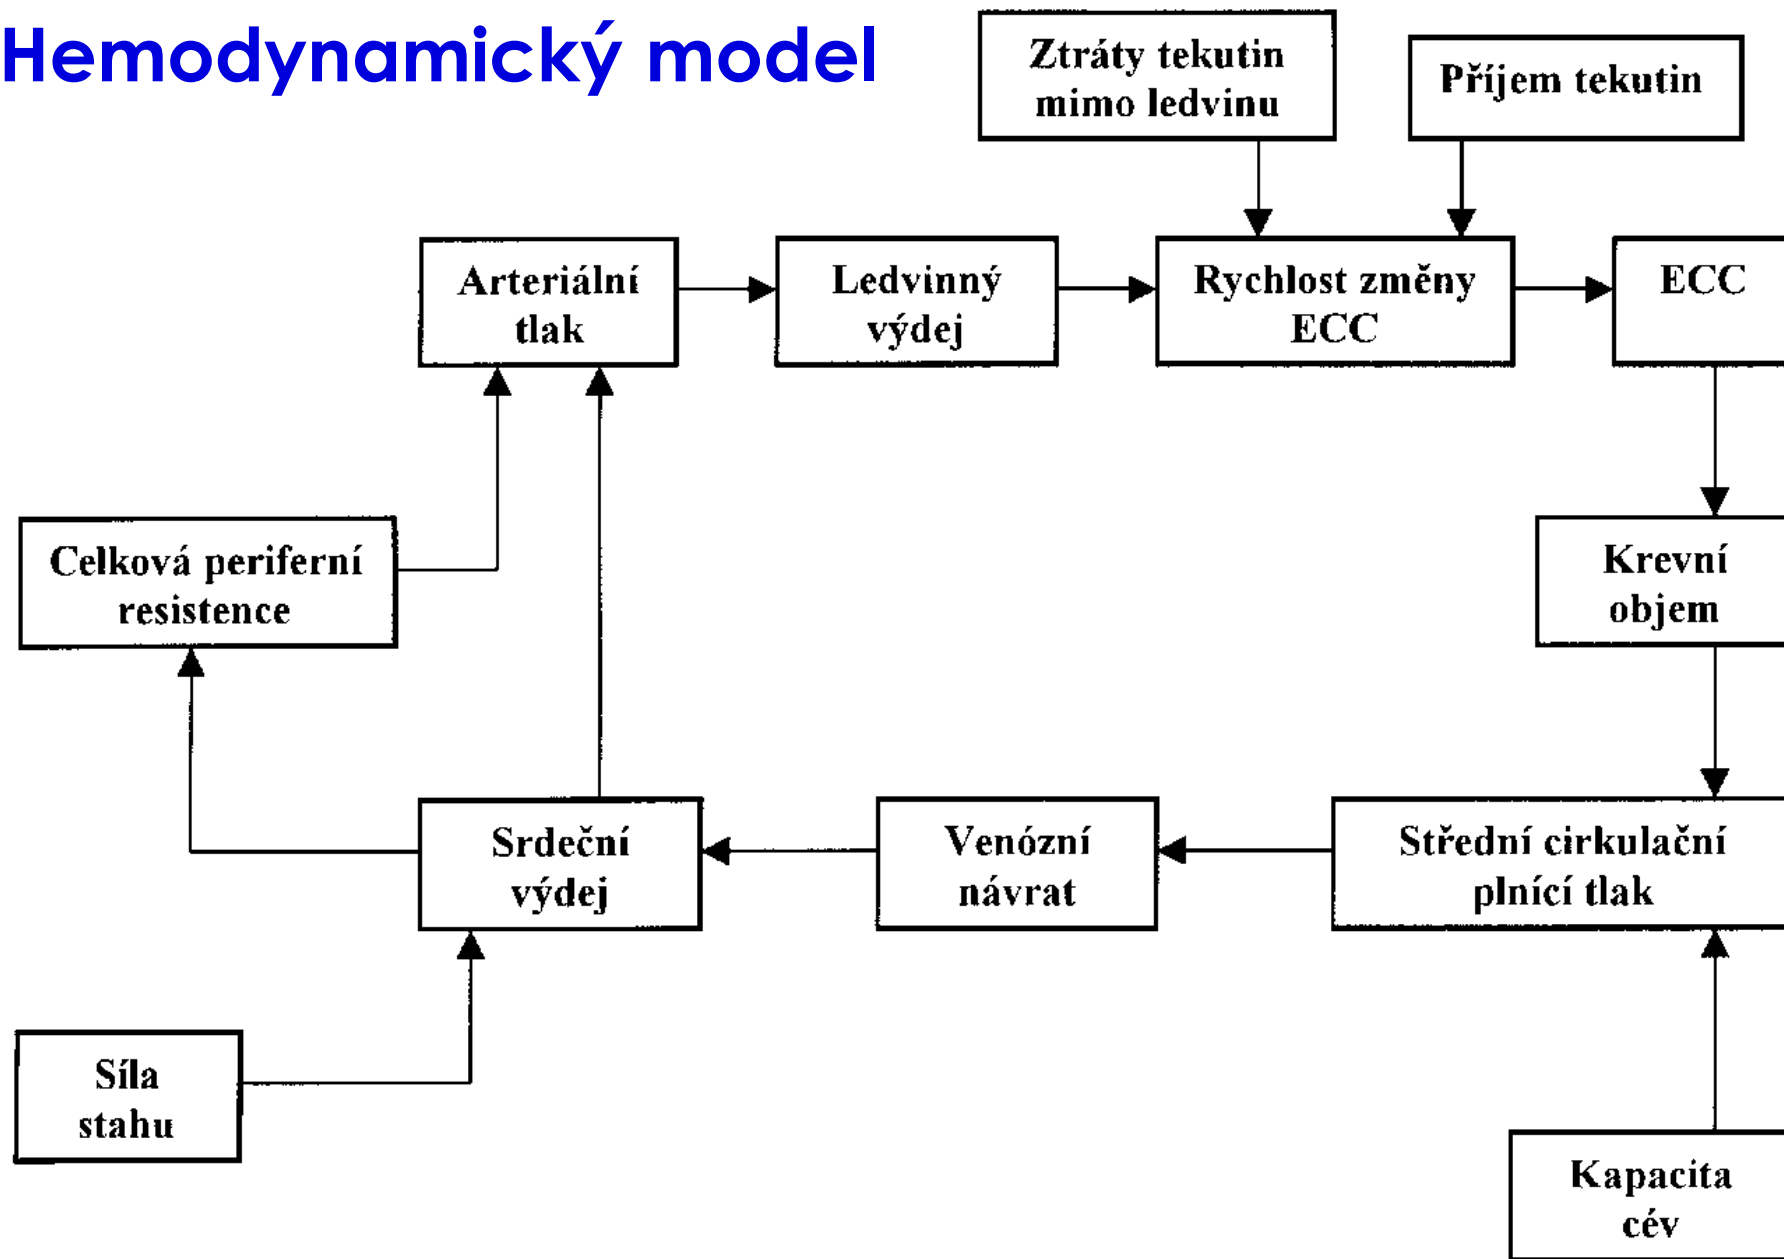 Hemodynamický model
Ztráty tekutin
mimo ledvinu
Příjem tekutin
Arteriální
tlak
Ledvinný
výdej
Rychlost změny
ECC
ECC
Celková periferní
resistence
Krevní
objem
Srdeční
výdej
Venózní
návrat
Střední cirkulační
plnící tlak
Síla
stahu
Kapacita
cév